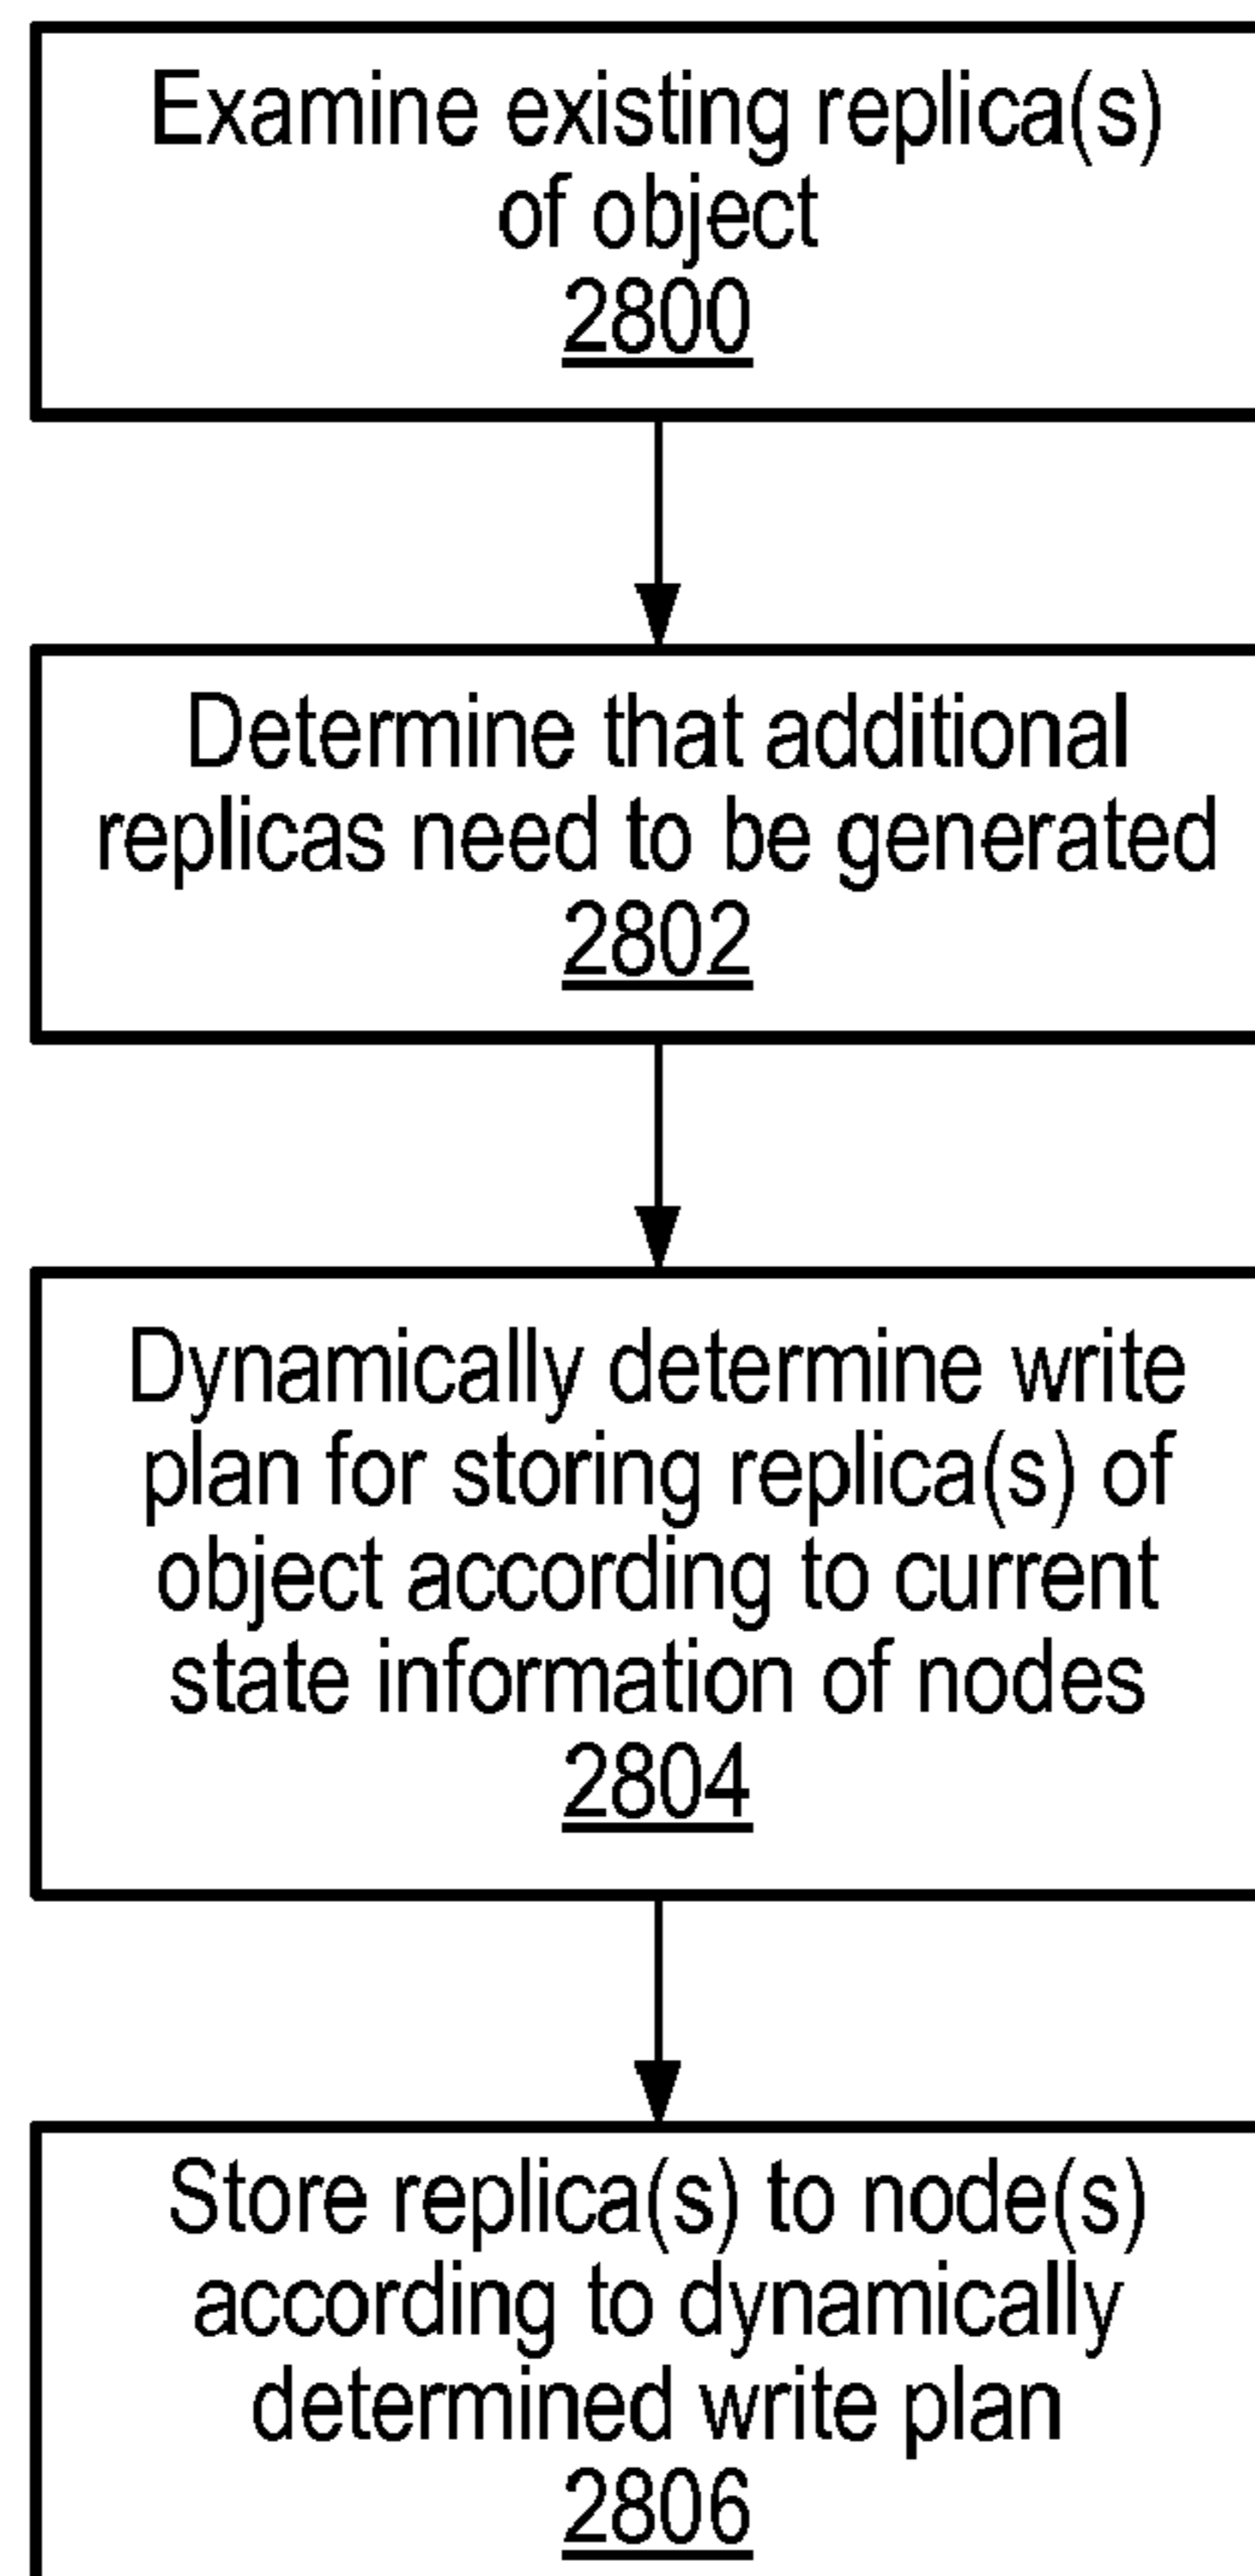 Examine existing replica(s)
of object
2800
Determine that additional
replicas need to be generated
2802
Dynamically determine write
plan for storing replica(s) of
object according to current
state information of nodes
2804
Store replica(s) to node(s)
according to dynamically
determined write plan
2806